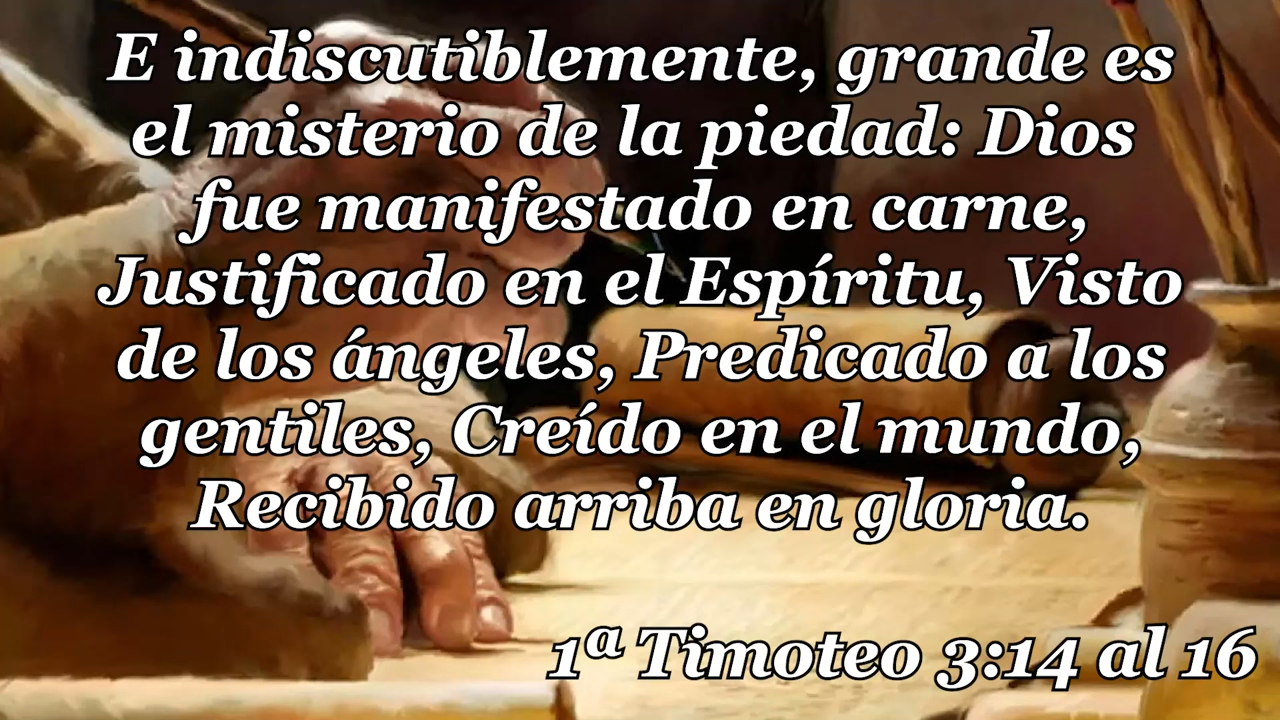 E indiscutiblemente, grande es
el misterio de la piedad: Dios
fue manifestado en carne,
Justificado en el Espíritu, Visto
de los ángeles, Predicado a los
gentiles, Creído en el mundo,
Recibido arriba en gloria.
1ª Timoteo 3:14 al 16